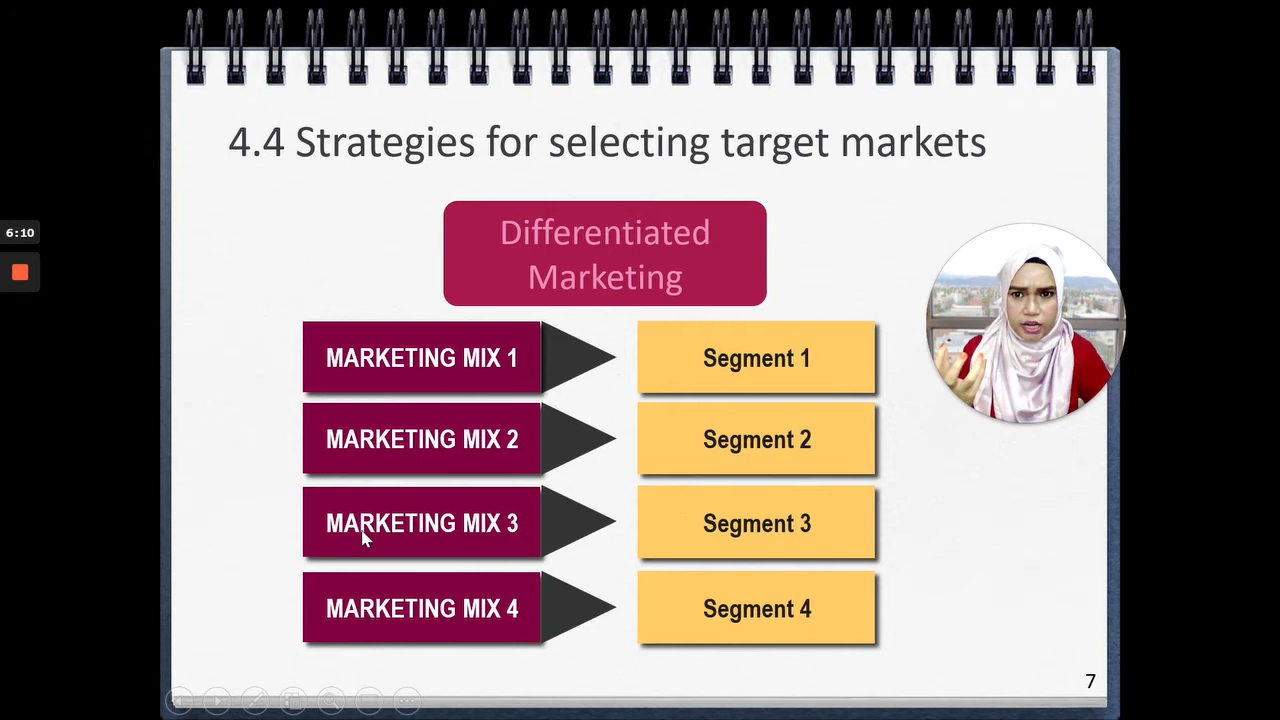 4.4 Strategies for selecting target markets
Differentiated
Marketing
6:10
MARKETING MIX 1
Segment 1
MARKETING MIX 2
Segment 2
MARKETING MIX 3
Segment 3
MARKETING MIX 4
Segment 4
7